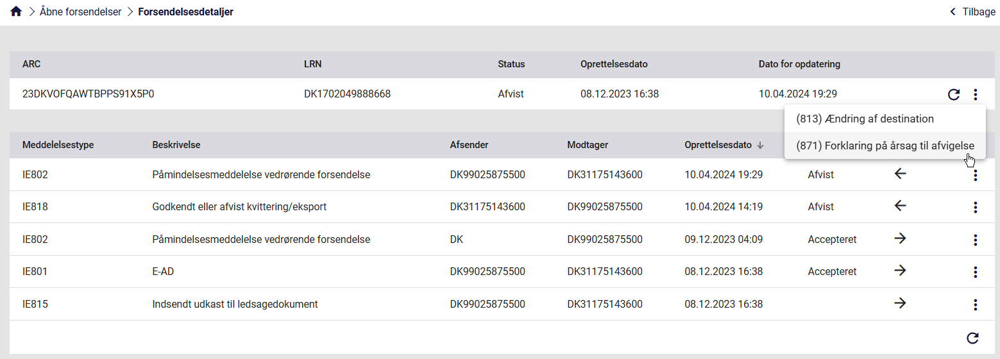 Åbne forsendelser Forsendelsesdetaljer Tilbage
ARC LRN Status Oprettelsesdato Dato for opdatering
23DKVOFQAWTBPPS91X5P0 DK1702049888668 Afvist 08.12.2023 16:38 10.04.2024 19:29
(813) Ændring af destination
(871) Forklaring på årsag til afvigelse
Meddelelsestype Beskrivelse Afsender Modtager Oprettelsesdato
IE802 Påmindelsesmeddelelse vedrørende forsendelse DK99025875500 DK31175143600 10.04.2024 19:29 Afvist
IE818 Godkendt eller afvist kvittering/eksport DK31175143600 DK99025875500 10.04.2024 14:19 Afvist
IE802 Påmindelsesmeddelelse vedrørende forsendelse DK DK99025875500 09.12.2023 04:09 Accepteret
IE801 E-AD DK99025875500 DK31175143600 08.12.2023 16:38 Accepteret
IE815 Indsendt udkast til ledsagedokument DK99025875500 DK31175143600 08.12.2023 16:38